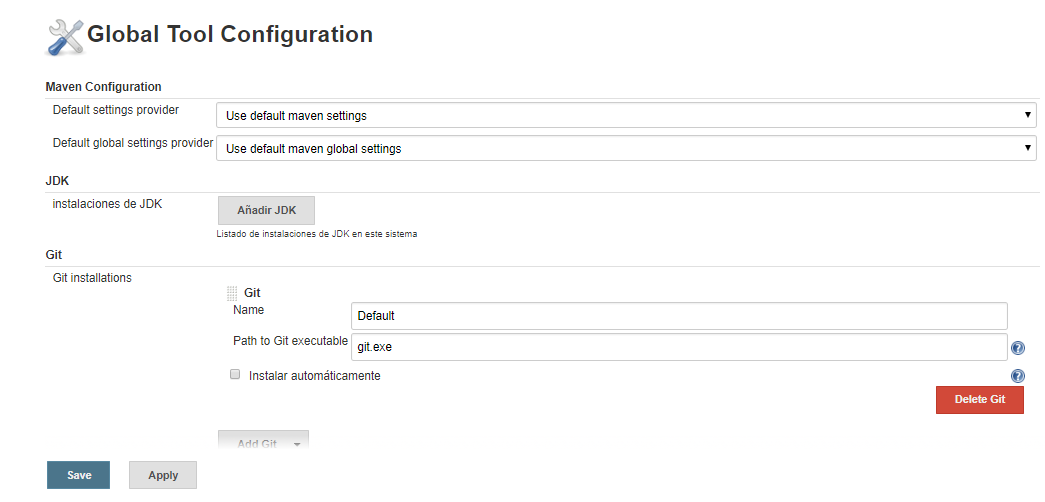 Global Tool Configuration
Maven Configuration
Default settings provider
Use default maven settings
Default global settings provider
Use default maven global settings
JDK
instalaciones de JDK
Añadir JDK
Listado de instalaciones de JDK en este sistema
Git
Git installations
Git
Name
Default
Path to Git executable
git.exe
Instalar automáticamente
Delete Git
Add Git
Save
Apply